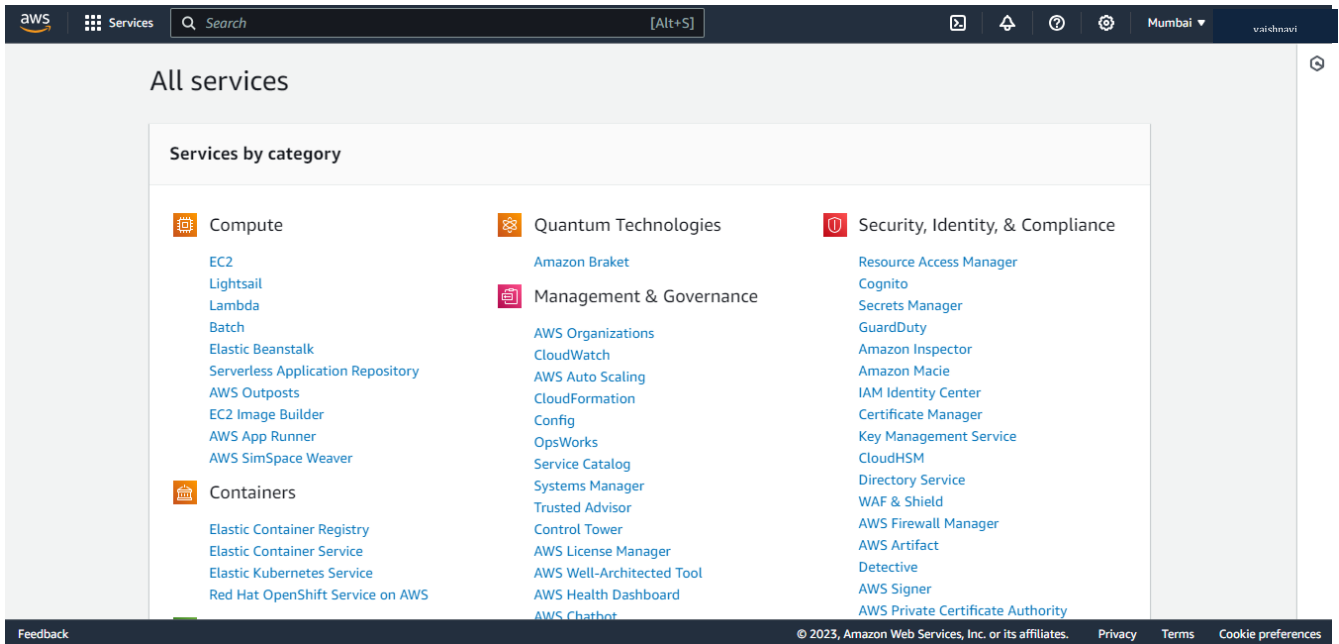 aws Services Search [Alt+S] Mumbai vaishnavi
All services
Services by category
Compute
EC2
Lightsail
Lambda
Batch
Elastic Beanstalk
Serverless Application Repository
AWS Outposts
EC2 Image Builder
AWS App Runner
AWS SimSpace Weaver
Containers
Elastic Container Registry
Elastic Container Service
Elastic Kubernetes Service
Red Hat OpenShift Service on AWS
Quantum Technologies
Amazon Braket
Management & Governance
AWS Organizations
CloudWatch
AWS Auto Scaling
CloudFormation
Config
OpsWorks
Service Catalog
Systems Manager
Trusted Advisor
Control Tower
AWS License Manager
AWS Well-Architected Tool
AWS Health Dashboard
AWS Chatbot
Security, Identity, & Compliance
Resource Access Manager
Cognito
Secrets Manager
GuardDuty
Amazon Inspector
Amazon Macie
IAM Identity Center
Certificate Manager
Key Management Service
CloudHSM
Directory Service
WAF & Shield
AWS Firewall Manager
AWS Artifact
Detective
AWS Signer
AWS Private Certificate Authority
Feedback © 2023, Amazon Web Services, Inc. or its affiliates. Privacy Terms Cookie preferences